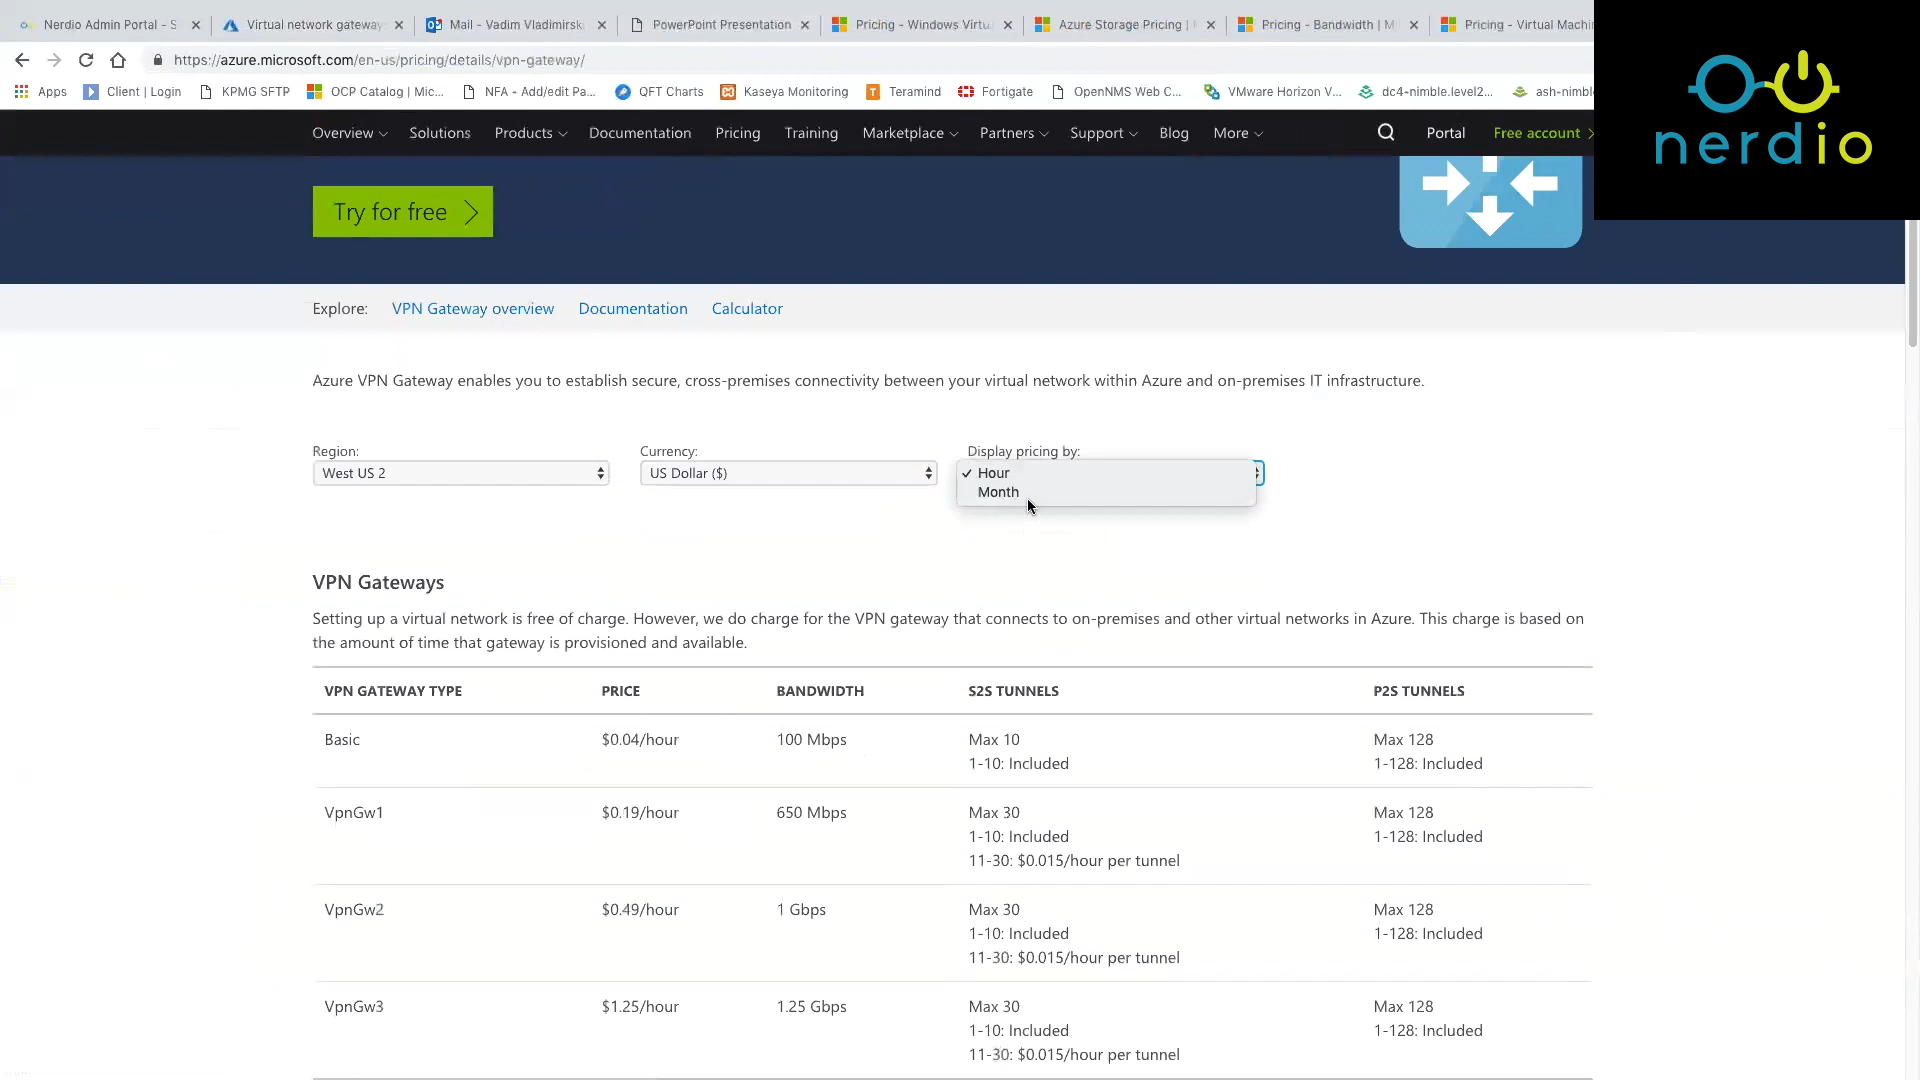 Nerdio Admin Portal - S
Virtual network gateway
Mail - Vadim Vladimirski
PowerPoint Presentation
Pricing - Windows Virtu
Azure Storage Pricing |
Pricing - Bandwidth | M
Pricing - Virtual Machin
https://azure.microsoft.com/en-us/pricing/details/vpn-gateway/
Apps
Client | Login
KPMG SFTP
OCP Catalog | Mic...
NFA - Add/edit Pa...
QFT Charts
Kaseya Monitoring
Teramind
Fortigate
OpenNMS Web C...
VMware Horizon V...
dc4-nimble.level2...
ash-nimbl
nerdio
Overview
Solutions
Products
Documentation
Pricing
Training
Marketplace
Partners
Support
Blog
More
Portal
Free account
Try for free
Explore:
VPN Gateway overview
Documentation
Calculator
Azure VPN Gateway enables you to establish secure, cross-premises connectivity between your virtual network within Azure and on-premises IT infrastructure.
Region:
Currency:
Display pricing by:
West US 2
US Dollar ($)
✓ Hour
Month
VPN Gateways
Setting up a virtual network is free of charge. However, we do charge for the VPN gateway that connects to on-premises and other virtual networks in Azure. This charge is based on
the amount of time that gateway is provisioned and available.
VPN GATEWAY TYPE
PRICE
BANDWIDTH
S2S TUNNELS
P2S TUNNELS
Basic
$0.04/hour
100 Mbps
Max 10
1-10: Included
Max 128
1-128: Included
VpnGw1
$0.19/hour
650 Mbps
Max 30
1-10: Included
11-30: $0.015/hour per tunnel
Max 128
1-128: Included
VpnGw2
$0.49/hour
1 Gbps
Max 30
1-10: Included
11-30: $0.015/hour per tunnel
Max 128
1-128: Included
VpnGw3
$1.25/hour
1.25 Gbps
Max 30
1-10: Included
11-30: $0.015/hour per tunnel
Max 128
1-128: Included